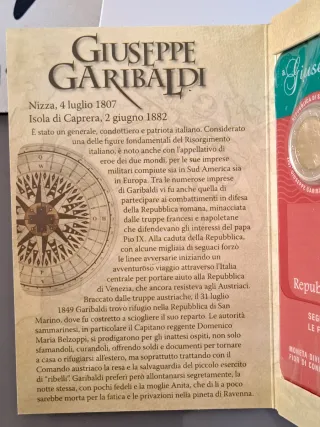 GIUSEPPE
GARIBALDI
Nizza, 4 luglio 1807
Isola di Caprera, 2 giugno 1882
E stato un generale, condottiero e patriota italiano. Considerato
una delle figure fondamentali del Risorgimento
italiano, è noto anche con l'appellativo di
eroe dei due mondi, per le sue imprese
militari compiute sia in Sud America sia
in Europa. Tra le numerose imprese
di Garibaldi vi fu anche quella di
partecipare ai combattimenti in difesa
della Repubblica romana, minacciata
dalle truppe francesi e napoletane
che difendevano gli interessi del papa
Pio IX. Alla caduta della Repubblica,
con alcune migliaia di seguaci forzò
le linee avversarie iniziando un
avventuroso viaggio attraverso l'Italia
centrale per portare aiuto alla Repubblica
di Venezia, che ancora resisteva agli Austriaci.
Braccato dalle truppe austriache, il 31 luglio
1849 Garibaldi trovo rifugio nella Repubblica di San
Marino, dove fu costretto a sciogliere il suo reparto. Le autorità
sammarinesi, in particolare il Capitano reggente Domenico
Maria Belzoppi, si prodigarono per gli inattesi ospiti, non solo
sfamandoli, curandoli, offrendo soldi e documenti per tornare
a casa o rifugiarsi all'estero, ma soprattutto trattando con il
Comando austriaco la resa e la salvaguardia del piccolo esercito
di "ribelli". Garibaldi preferì però allontanarsi segretamente, la
notte stessa, con pochi fedeli e la moglie Anita, che di lì a poco
sarebbe morta per la fatica e le privazioni nella pineta di Ravenna.
Repub
SEG
LE F
MONETA DIVI
FIOR DI CON